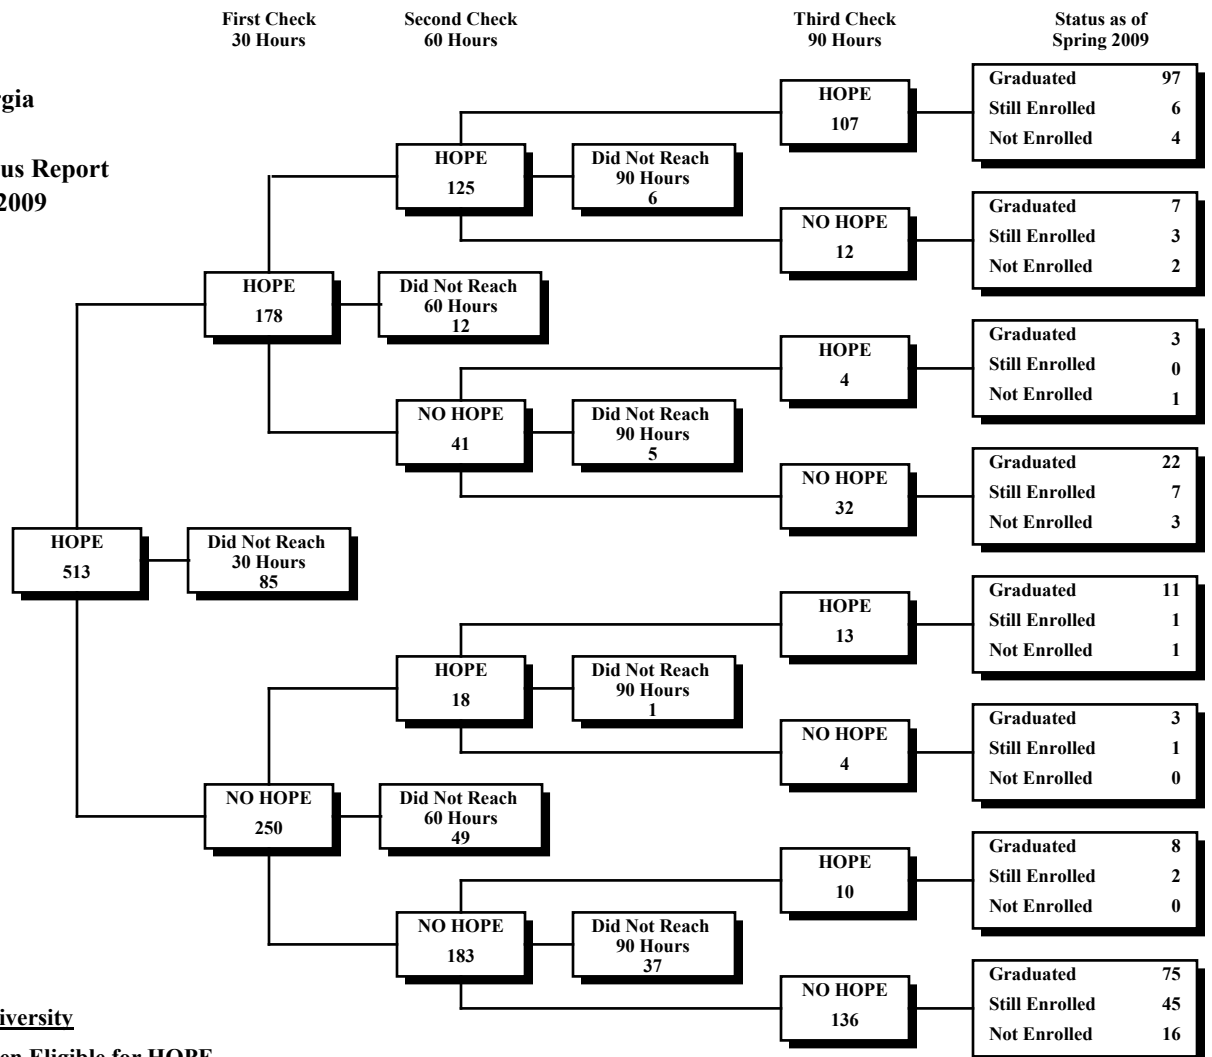 First Check
30 Hours
Second Check
60 Hours
Third Check
90 Hours
Status as of
Spring 2009
rgia
us Report
2009
HOPE
513
Did Not Reach
30 Hours
85
HOPE
178
Did Not Reach
60 Hours
12
NO HOPE
250
Did Not Reach
60 Hours
49
HOPE
125
Did Not Reach
90 Hours
6
NO HOPE
41
Did Not Reach
90 Hours
5
HOPE
18
Did Not Reach
90 Hours
1
NO HOPE
183
Did Not Reach
90 Hours
37
HOPE
107
Graduated 97
Still Enrolled 6
Not Enrolled 4
NO HOPE
12
Graduated 7
Still Enrolled 3
Not Enrolled 2
HOPE
4
Graduated 3
Still Enrolled 0
Not Enrolled 1
NO HOPE
32
Graduated 22
Still Enrolled 7
Not Enrolled 3
HOPE
13
Graduated 11
Still Enrolled 1
Not Enrolled 1
NO HOPE
4
Graduated 3
Still Enrolled 1
Not Enrolled 0
HOPE
10
Graduated 8
Still Enrolled 2
Not Enrolled 0
NO HOPE
136
Graduated 75
Still Enrolled 45
Not Enrolled 16
iversity
en Eligible for HOPE